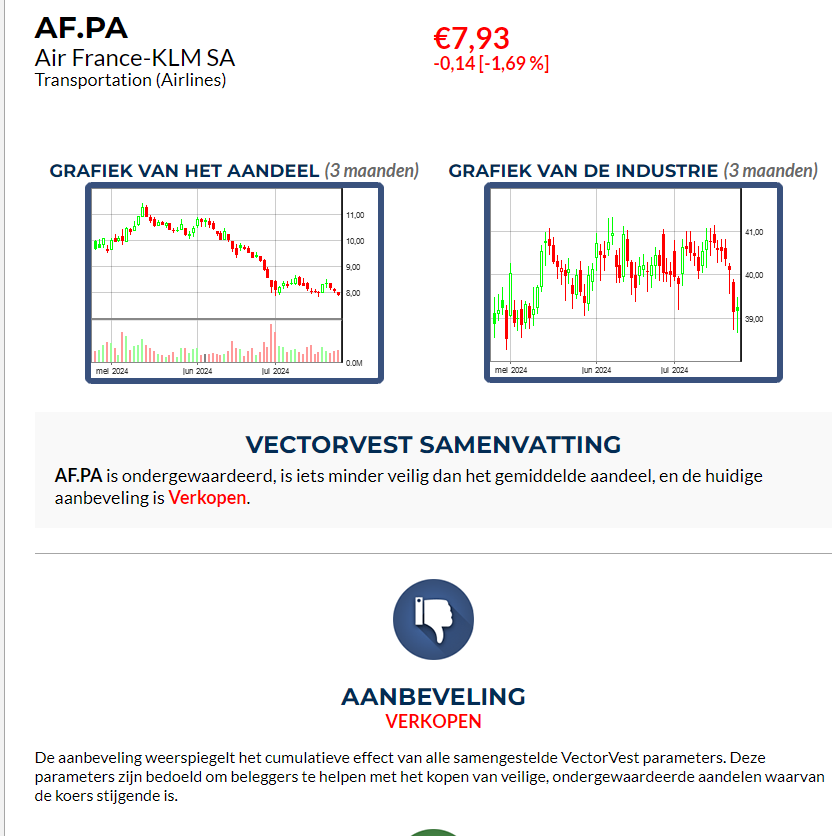 AF.PA
Air France-KLM SA
Transportation (Airlines)
€7,93
-0,14 [-1,69 %]
GRAFIEK VAN HET AANDEEL (3 maanden)
11,00
10,00
9,00
8,00
0.0M
mei 2024 jun 2024 jul 2024
GRAFIEK VAN DE INDUSTRIE (3 maanden)
41,00
40,00
39,00
mei 2024 jun 2024 jul 2024
VECTORVEST SAMENVATTING
AF.PA is ondergewaardeerd, is iets minder veilig dan het gemiddelde aandeel, en de huidige
aanbeveling is Verkopen.
AANBEVELING
VERKOPEN
De aanbeveling weerspiegelt het cumulatieve effect van alle samengestelde VectorVest parameters. Deze
parameters zijn bedoeld om beleggers te helpen met het kopen van veilige, ondergewaardeerde aandelen waarvan
de koers stijgende is.